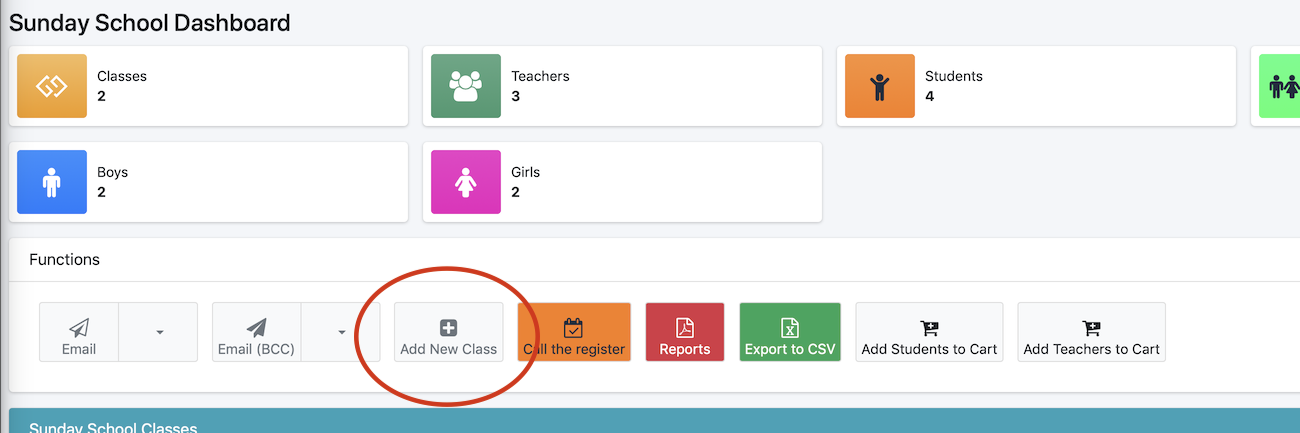 Sunday School Dashboard
Classes
2
Teachers
3
Students
4
Boys
2
Girls
2
Functions
Email
Email (BCC)
Add New Class
Call the register
Reports
Export to CSV
Add Students to Cart
Add Teachers to Cart
Sunday School Classes